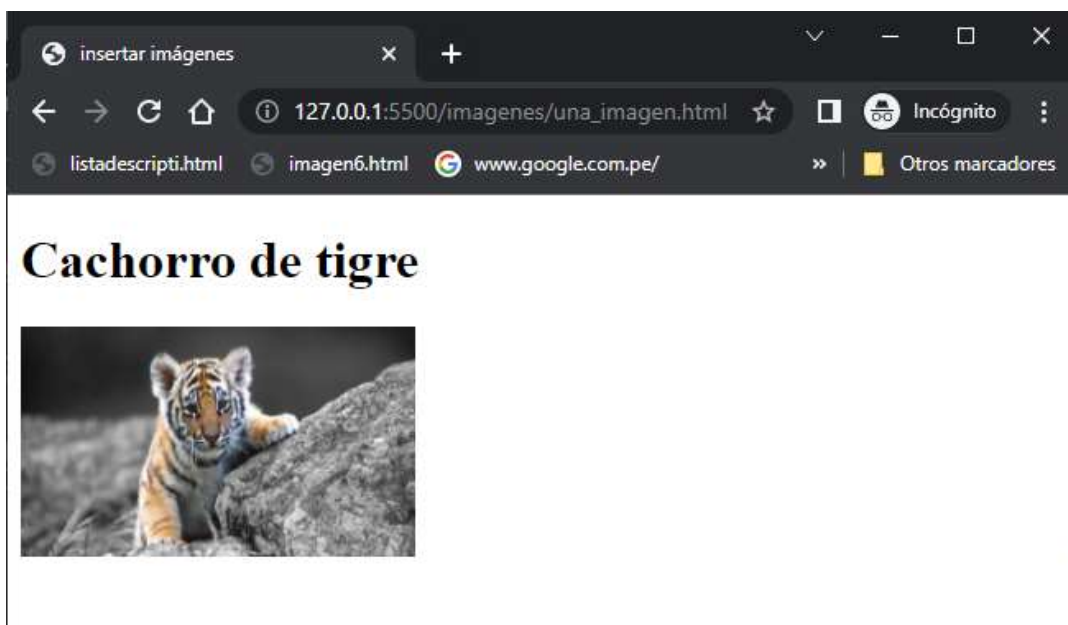 insertar imágenes
127.0.0.1:5500/imagenes/una_imagen.html
Incógnito
listadescripti.html
imagen6.html
www.google.com.pe/
»
Otros marcadores
Cachorro de tigre